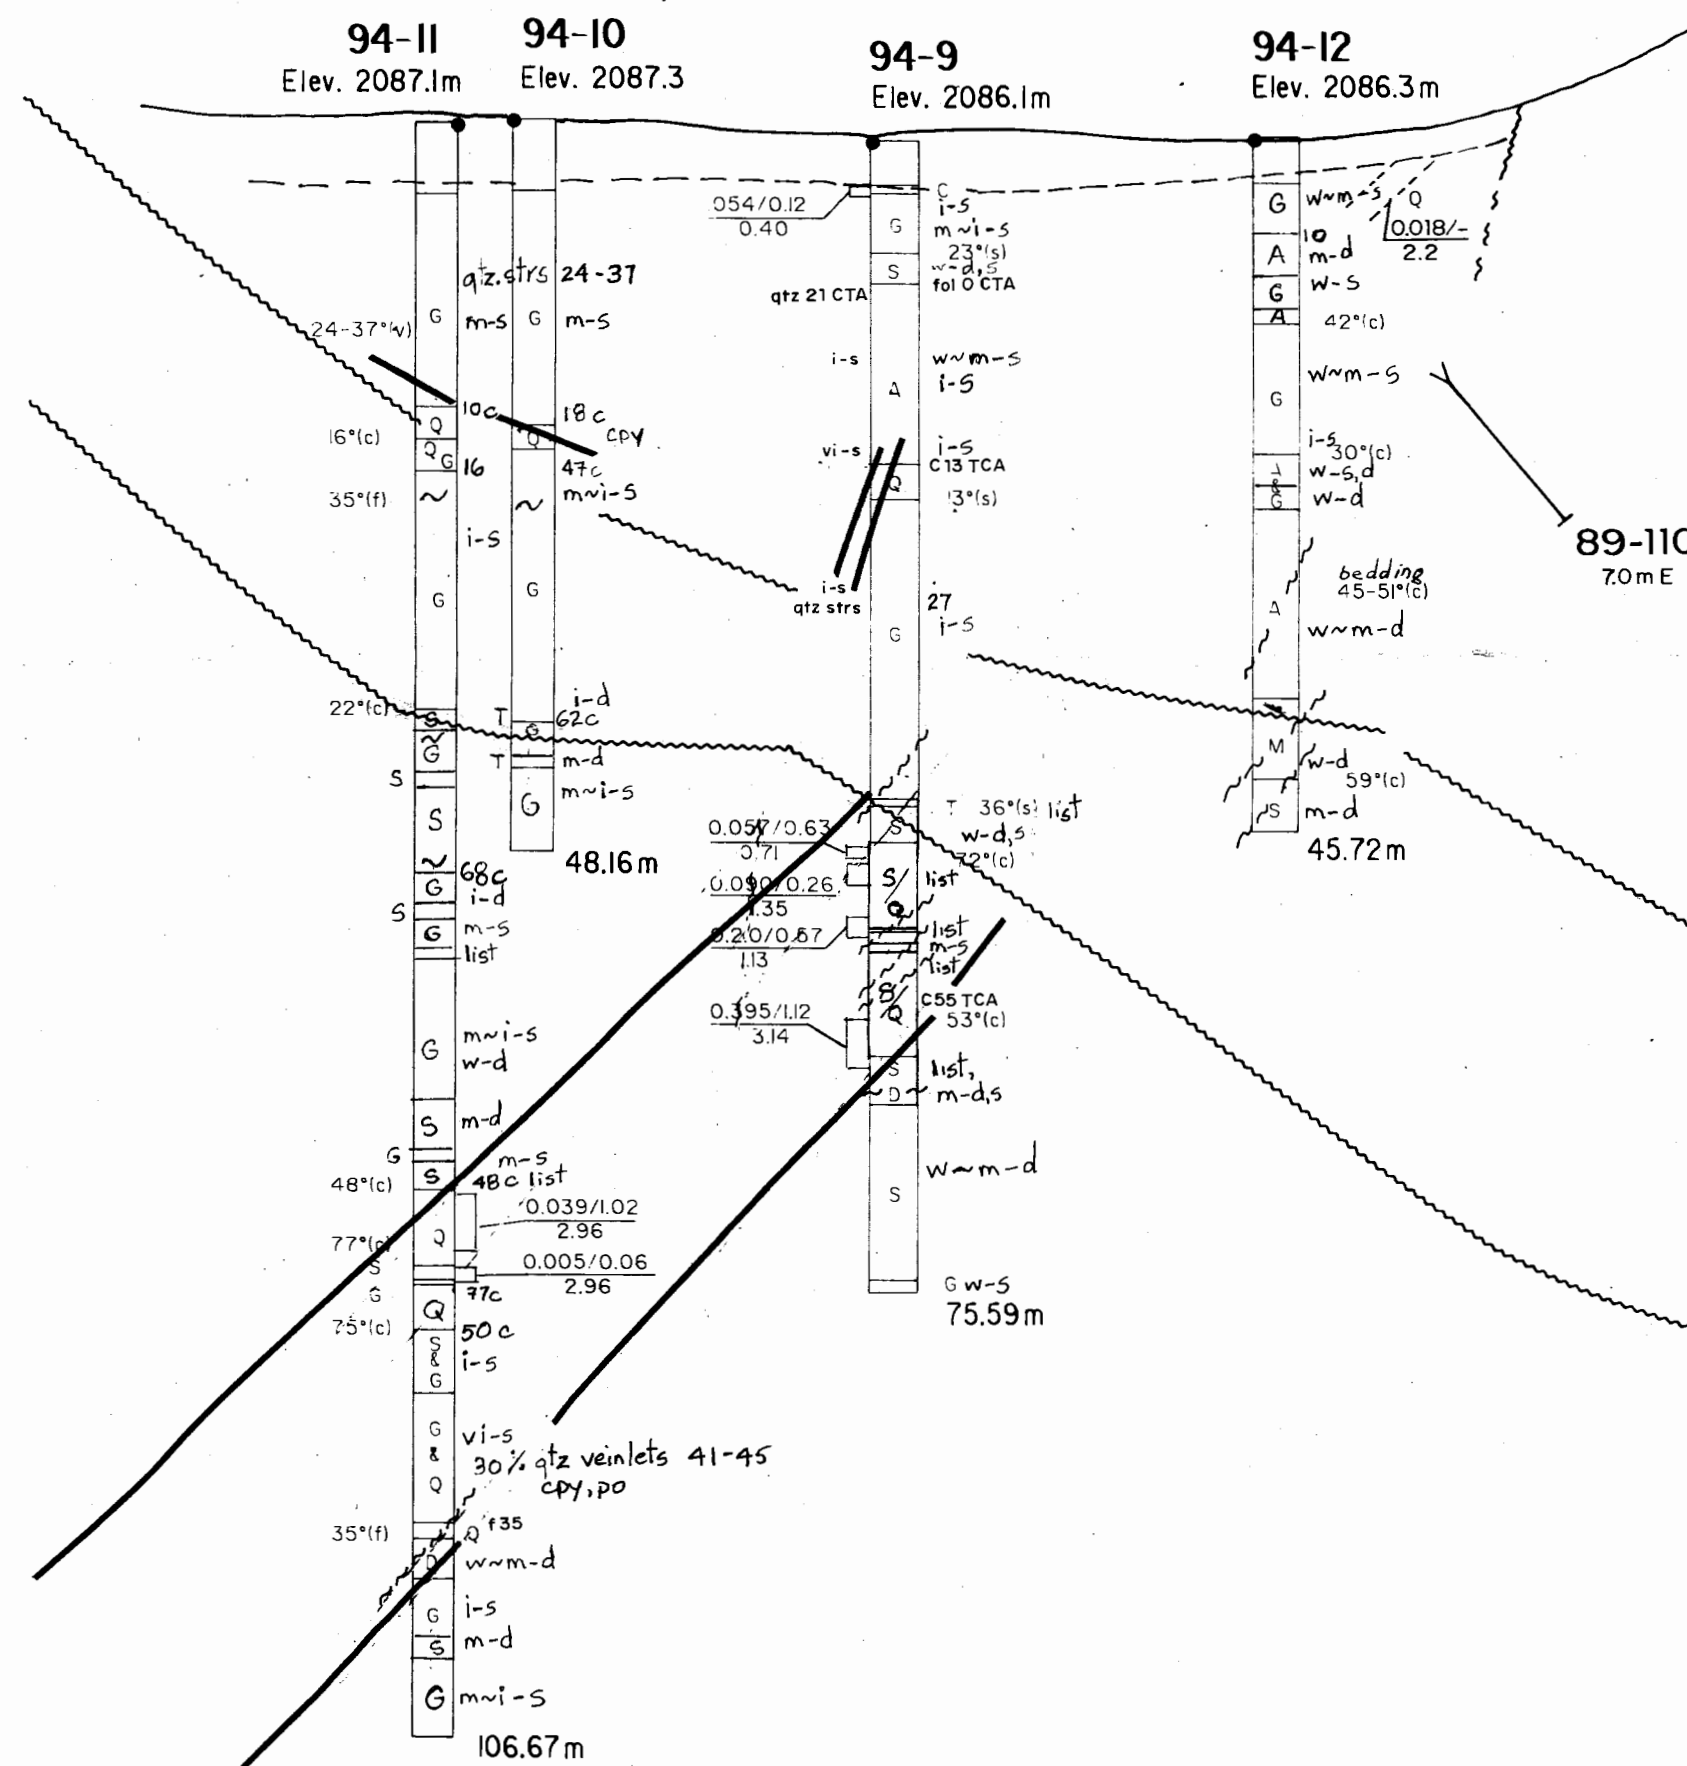 94-11
Elev. 2087.1m
94-10
Elev. 2087.3
94-9
Elev. 2086.1m
94-12
Elev. 2086.3m
qtz.strs 24-37
24-37°(v)
G
m-s
G
m-s
10c
Q
16°(c)
Q
G
16
35°(f)
~
i-s
G
22°(c)
S
~
G
S
S
~
68c
G
i-d
S
G
m-s
list
G
m~i-s
w-d
S
m-d
G
m-s
S
48c list
48°(c)
0.039/1.02
2.96
Q
77°(c)
S
0.005/0.06
2.96
G
77c
Q
75°(c)
50c
S
&
G
i-s
G
&
Q
vi-s
30% qtz veinlets 41-45
cpy, po
f35
Q
35°(f)
D
w~m-d
G
i-s
S
m-d
G
m~i-s
106.67m
18c
Q
cpy
47c
~
m~i-s
G
i-d
T
62c
G
T
m-d
G
m~i-s
48.16m
C
.054/0.12
0.40
i-s
G
m~i-s
23°(s)
S
w-d,s
fol 0 CTA
qtz 21 CTA
i-s
w~m-s
A
i-s
vi-s
i-s
C13 TCA
Q
13°(s)
i-s
qtz strs
27
G
i-s
T
36°(s) list
S
w-d,s
72°(c)
0.71
S/
Q
list
0.090/0.26
1.35
list
m-s
1.13
list
S/
Q
C55 TCA
53°(c)
0.395/1.12
3.14
S
list,
~D~
m-d,s
S
w~m-d
G w-s
75.59m
G
w~m-s
Q
0.018/-
2.2
10
A
m-d
G
w-s
A
42°(c)
G
w~m-s
i-s
30°(c)
w-s,d
&
G
w-d
89-110
7.0m E
bedding
45-51°(c)
A
w~m-d
M
w-d
59°(c)
S
m-d
45.72m